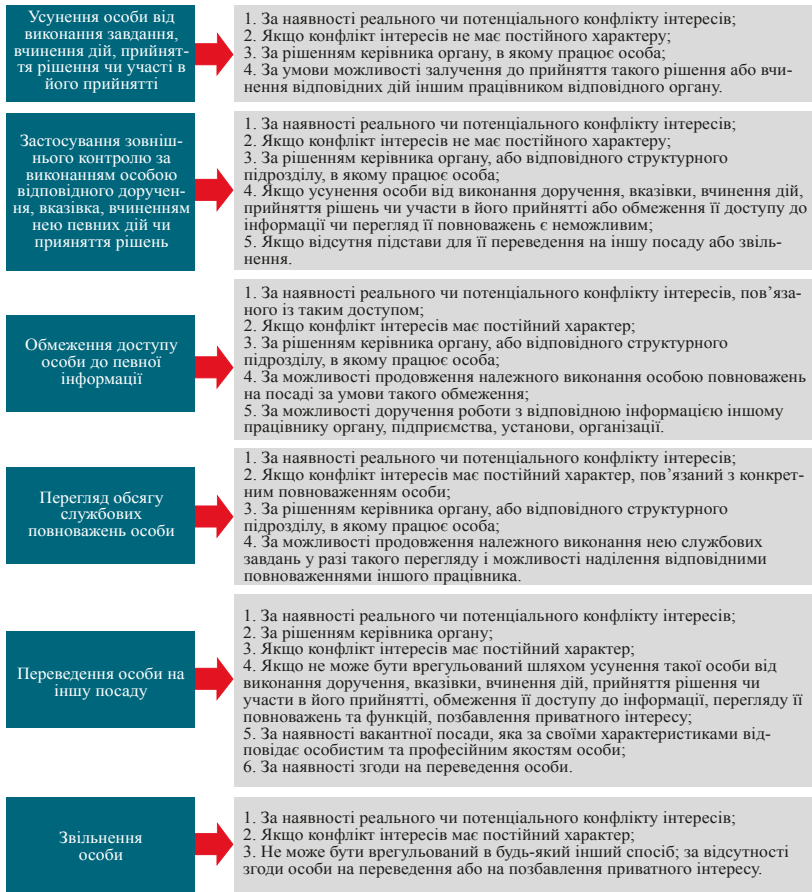 Усунення особи від
виконання завдання,
вчинення дій, прийнят-
тя рішення чи участі в
його прийнятті
1. За наявності реального чи потенціального конфлікту інтересів;
2. Якщо конфлікт інтересів не має постійного характеру;
3. За рішенням керівника органу, в якому працює особа;
4. За умови можливості залучення до прийняття такого рішення або вчи-
нення відповідних дій іншим працівником відповідного органу.
Застосування зовніш-
нього контролю за
виконанням особою
відповідного доручен-
ня, вказівка, вчиненням
нею певних дій чи
прияняття рішень
1. За наявності реального чи потенціального конфлікту інтересів;
2. Якщо конфлікт інтересів не має постійного характеру;
3. За рішенням керівника органу, або відповідного структурного
підрозділу, в якому працює особа;
4. Якщо усунення особи від виконання доручення, вказівки, вчинення дій,
прийняття рішень чи участи в його прийнятті або обмеження її доступу до
інформації чи перегляд її повноважень є неможливим;
5. Якщо відсутня підстави для її переведення на іншу посаду або звіль-
нення.
Обмеження доступу
особи до певної
інформації
1. За наявності реального чи потенціального конфлікту інтересів, пов’яза-
ного із таким доступом;
2. Якщо конфлікт інтересів має постійний характер;
3. За рішенням керівника органу, або відповідного структурного
підрозділу, в якому працює особа;
4. За можливості продовження належного виконання особою повноважень
на посаді за умови такого обмеження;
5. За можливості доручення роботи з відповідною інформацією іншому
працівнику органу, підприємства, установи, організації.
Перегляд обсягу
службових
повноважень особи
1. За наявності реального чи потенціального конфлікту інтересів;
2. Якщо конфлікт інтересів має постійний характер, пов’язаний з конкрет-
ним повноваженням особи;
3. За рішенням керівника органу, або відповідного структурного
підрозділу, в якому працює особа;
4. За можливості продовження належного виконання нею службових
завдань у разі такого перегляду і можливості наділення відповідними
повноваженнями іншого працівника.
Переведення особи на
іншу посаду
1. За наявності реального чи потенціального конфлікту інтересів;
2. За рішенням керівника органу;
3. Якщо конфлікт інтересів має постійний характер;
4. Якщо не може бути врегульований шляхом усунення такої особи від
виконання доручення, вказівки, вчинення дій, прийняття рішення чи
участи в його прийнятті, обмеження її доступу до інформації, перегляду її
повноважень та функцій, позбавлення приватного інтересу;
5. За наявності вакантної посади, яка за своїми характеристиками від-
повідає особистим та професійним якостям особи;
6. За наявності згоди на переведення особи.
Звільнення
особи
1. За наявності реального чи потенціального конфлікту інтересів;
2. Якщо конфлікт інтересів має постійний характер;
3. Не може бути врегульований в будь-який інший спосіб; за відсутності
згоди особи на переведення або на позбавлення приватного інтересу.